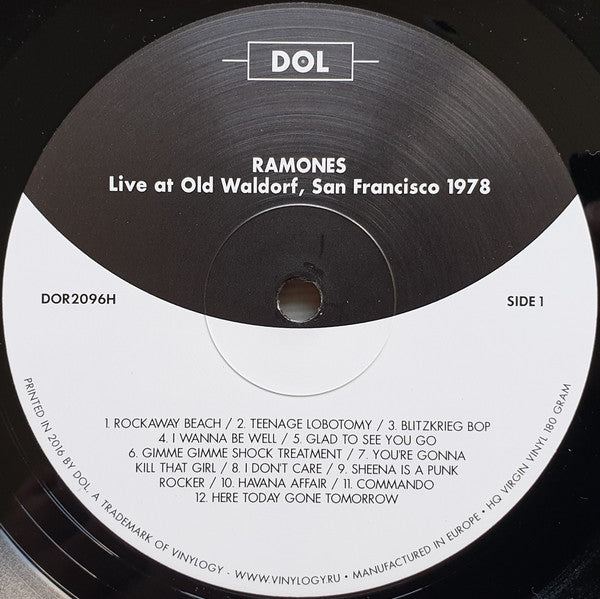 DOL
RAMONES
Live at Old Waldorf, San Francisco 1978
DOR2096H
SIDE 1
1. ROCKAWAY BEACH / 2. TEENAGE LOBOTOMY / 3. BLITZKRIEG BOP
4. I WANNA BE WELL / 5. GLAD TO SEE YOU GO
6. GIMME GIMME SHOCK TREATMENT / 7. YOU'RE GONNA
KILL THAT GIRL / 8. I DON'T CARE / 9. SHEENA IS A PUNK
ROCKER / 10. HAVANA AFFAIR / 11. COMMANDO
12. HERE TODAY GONE TOMORROW
PRINTED IN 2016 BY DOL. A TRADEMARK OF VINYLOGY - WWW.VINYLOGY.RU • MANUFACTURED IN EUROPE • HQ VIRGIN VINYL 180 GRAM